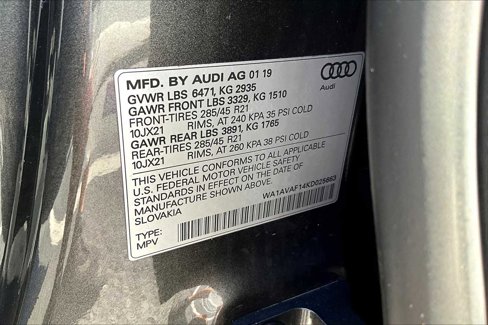 MFD. BY AUDI AG 01 19
GVWR LBS 6471, KG 2935
GAWR FRONT LBS 3329, KG 1510
FRONT-TIRES 285/45 R21
10JX21 RIMS, AT 240 KPA 35 PSI COLD
GAWR REAR LBS 3891, KG 1765
REAR-TIRES 285/45 R21
10JX21 RIMS, AT 260 KPA 38 PSI COLD
THIS VEHICLE CONFORMS TO ALL APPLICABLE
U.S. FEDERAL MOTOR VEHICLE SAFETY
STANDARDS IN EFFECT ON THE DATE OF
MANUFACTURE SHOWN ABOVE.
SLOVAKIA
WA1AVAF14KD025663
TYPE:
MPV
Audi